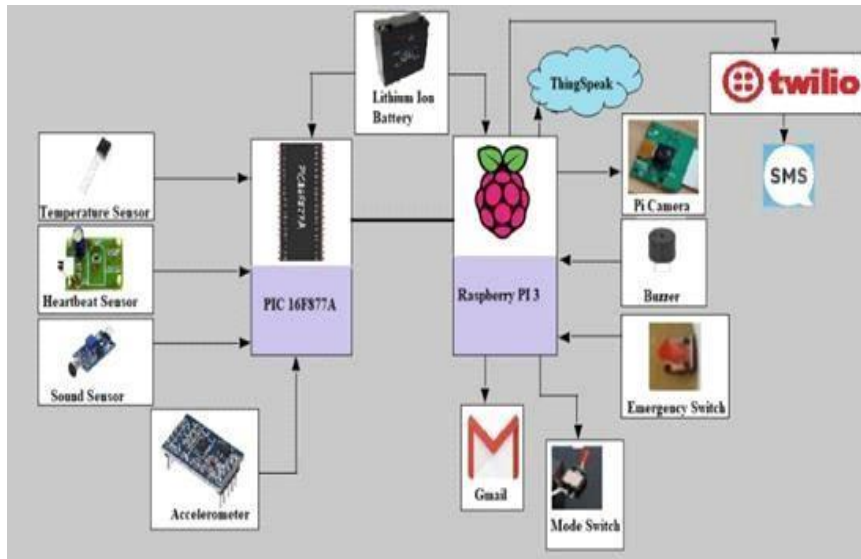 Lithium Ion
Battery
ThingSpeak
twilio
SMS
Temperature Sensor
PIC16F877A
Pi Camera
Heartbeat Sensor
PIC 16F877A
Raspberry PI 3
Buzzer
Sound Sensor
Emergency Switch
Gmail
Accelerometer
Mode Switch